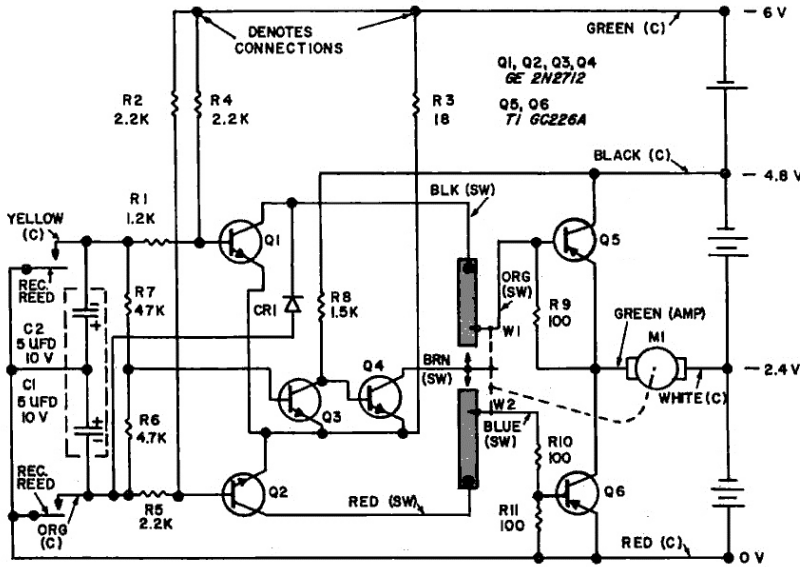 DENOTES
CONNECTIONS
GREEN (C)
– 6 V
Q1, Q2, Q3, Q4
GE 2N2712
Q5, Q6
TI GC226A
R2
2.2K
R4
2.2K
R3
18
BLACK (C)
– 4.8 V
BLK (SW)
R1
1.2K
YELLOW
(C)
Q1
Q5
REC.
REED
R7
47K
CR1
R8
1.5K
ORG
(SW)
W1
R9
100
GREEN (AMP)
M1
C2
5 UFD
10 V
C1
5 UFD
10 V
BRN
(SW)
Q4
Q3
– 2.4 V
WHITE (C)
W2
BLUE
(SW)
R6
4.7K
R10
100
REC.
REED
ORG
(C)
R5
2.2K
Q2
RED (SW)
R11
100
Q6
RED (C)
0 V
– + + –